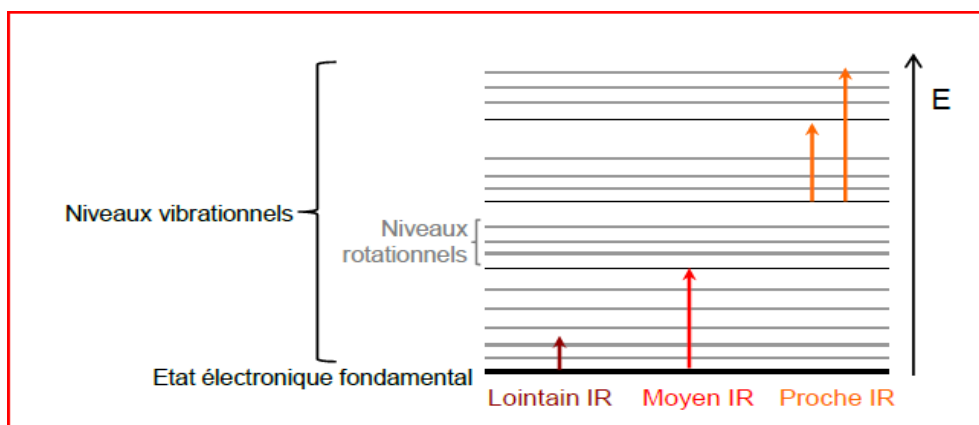 E
Niveaux vibrationnels
Niveaux
rotationnels
Etat électronique fondamental
Lointain IR
Moyen IR
Proche IR